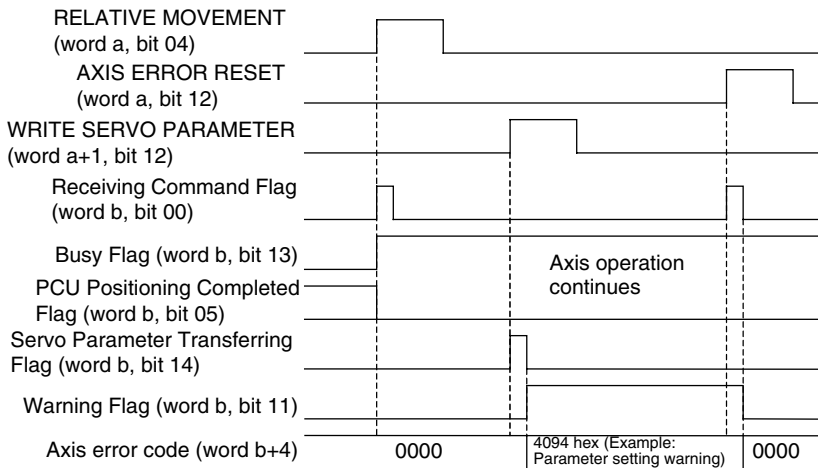 RELATIVE MOVEMENT
(word a, bit 04)
AXIS ERROR RESET
(word a, bit 12)
WRITE SERVO PARAMETER
(word a+1, bit 12)
Receiving Command Flag
(word b, bit 00)
Busy Flag (word b, bit 13)
Axis operation
continues
PCU Positioning Completed
Flag (word b, bit 05)
Servo Parameter Transferring
Flag (word b, bit 14)
Warning Flag (word b, bit 11)
Axis error code (word b+4)
0000
4094 hex (Example:
Parameter setting warning)
0000